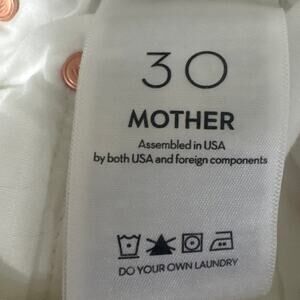 30
MOTHER
Assembled in USA
by both USA and foreign components
DO YOUR OWN LAUNDRY